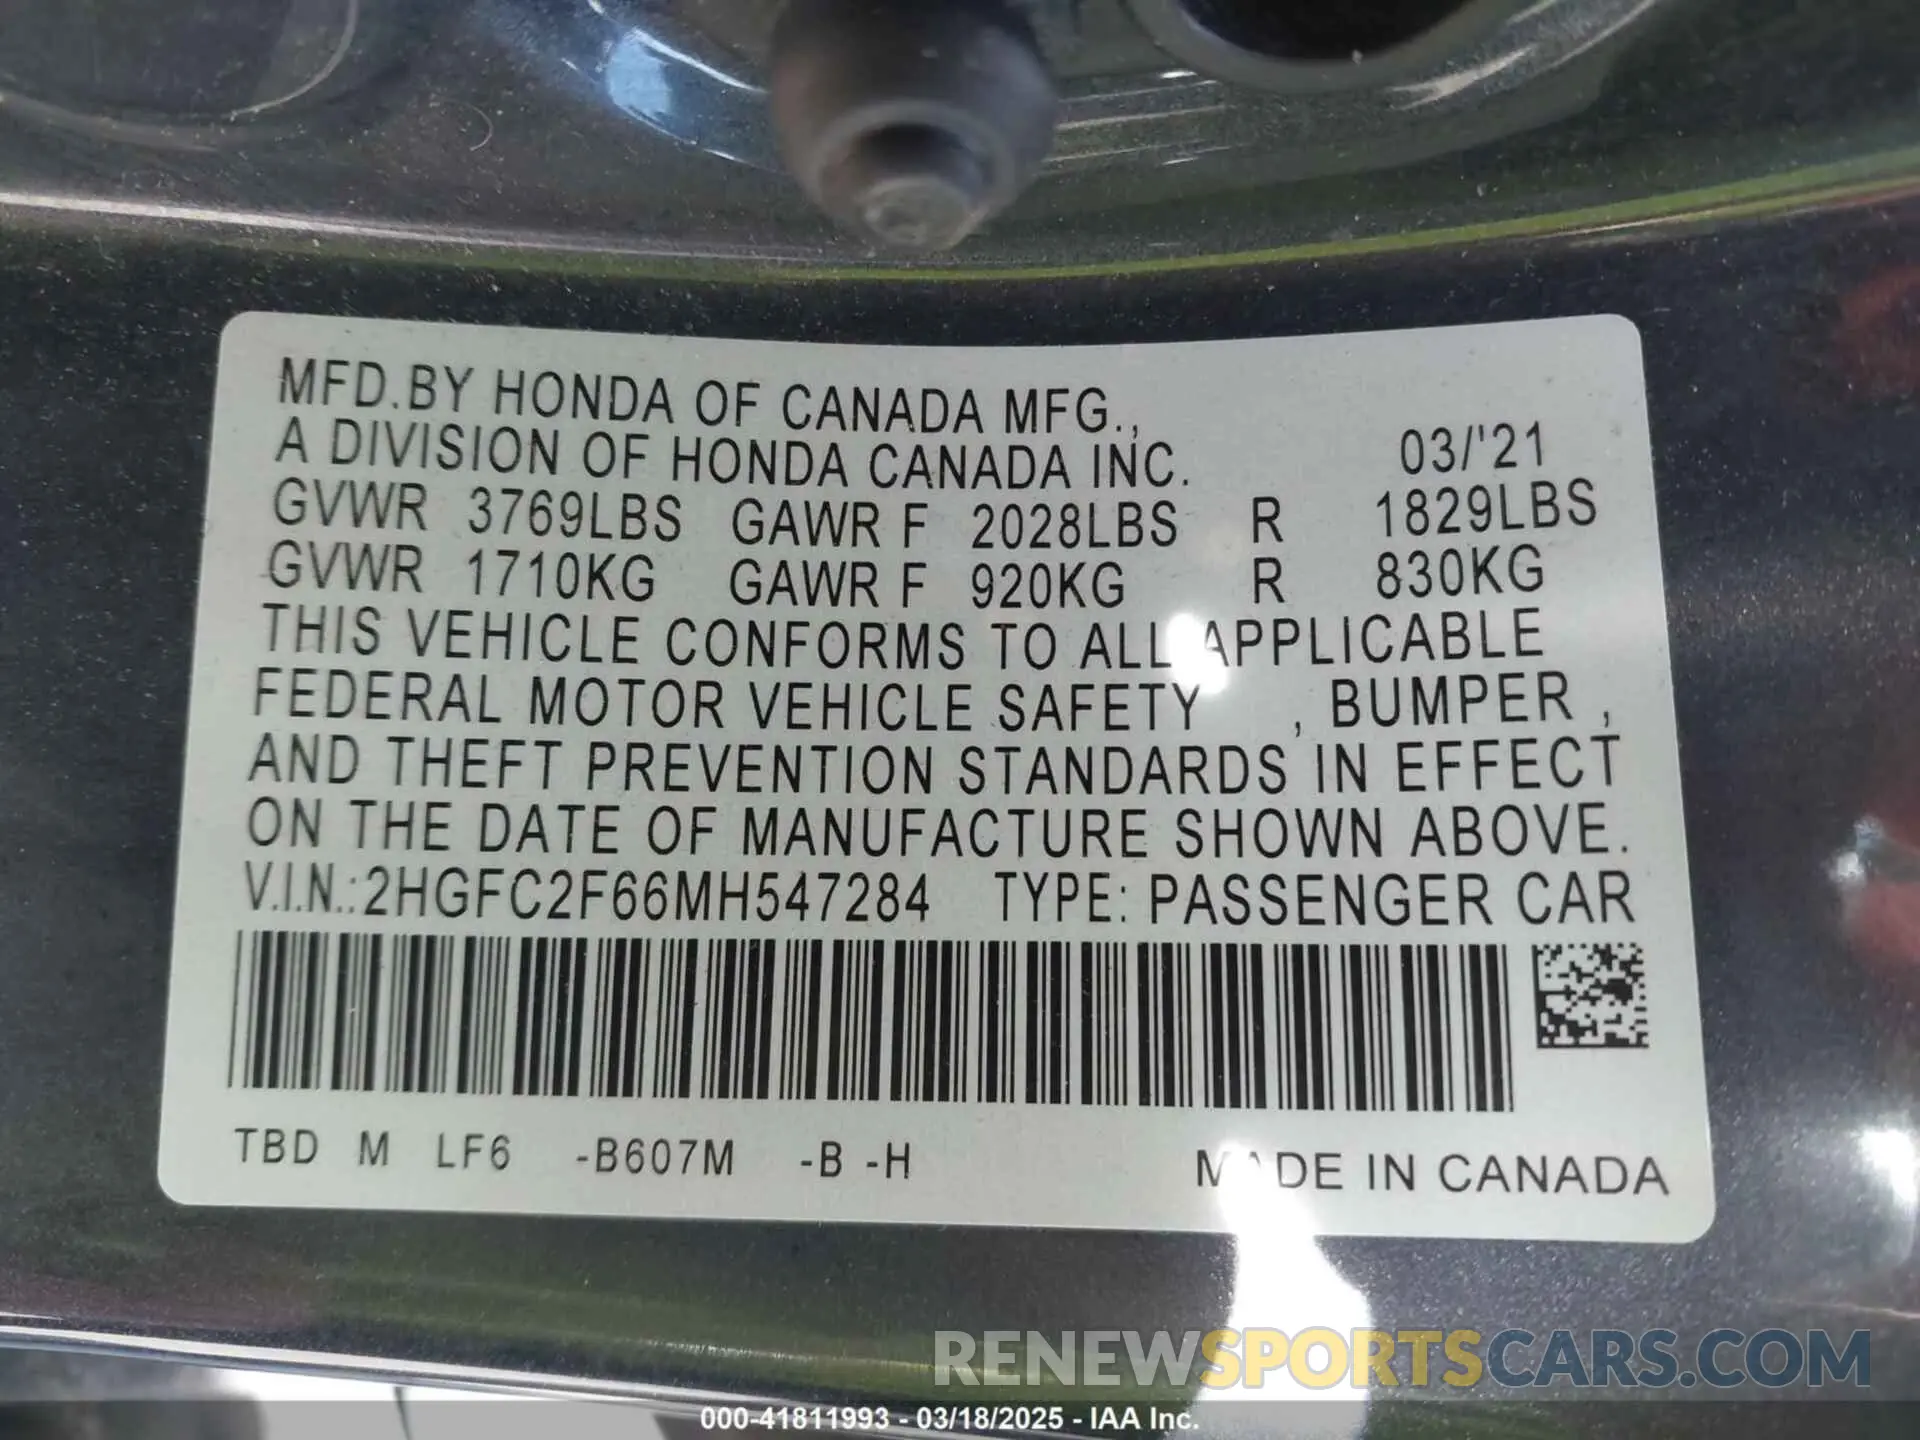 MFD.BY HONDA OF CANADA MFG.,
A DIVISION OF HONDA CANADA INC. 03/'21
GVWR 3769LBS GAWR F 2028LBS R 1829LBS
GVWR 1710KG GAWR F 920KG R 830KG
THIS VEHICLE CONFORMS TO ALL APPLICABLE
FEDERAL MOTOR VEHICLE SAFETY , BUMPER ,
AND THEFT PREVENTION STANDARDS IN EFFECT
ON THE DATE OF MANUFACTURE SHOWN ABOVE.
V.I.N.:2HGFC2F66MH547284 TYPE: PASSENGER CAR
TBD M LF6 -B607M -B -H MADE IN CANADA
RENEWSPORTSCARS.COM
000-41811993 - 03/18/2025 - IAA Inc.